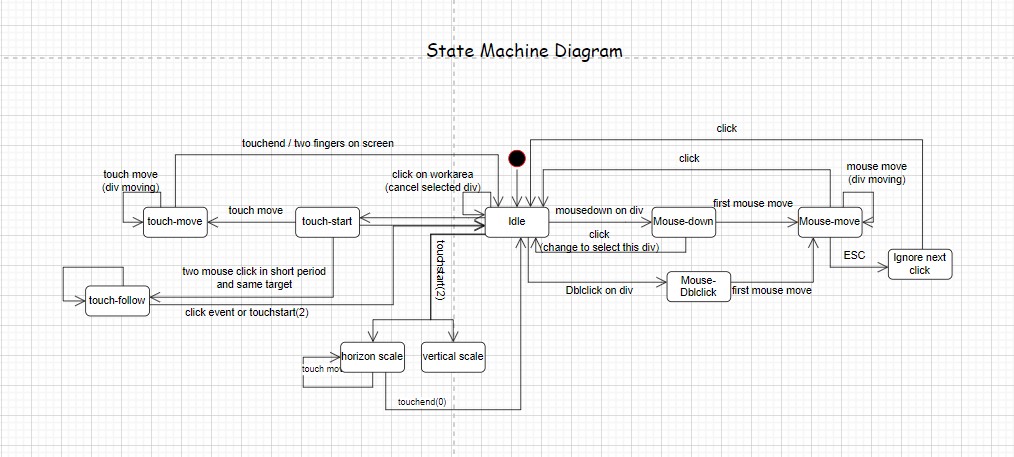 State Machine Diagram
click
touchend / two fingers on screen
click
touch move
(div moving)
click on workarea
(cancel selected div)
mouse move
(div moving)
touch move
mousedown on div
first mouse move
touch-move
touch-start
Idle
Mouse-down
Mouse-move
click
(change to select this div)
ESC
Ignore next
click
two mouse click in short period
and same target
touchstart(2)
Dblclick on div
Mouse-
Dblclick
first mouse move
touch-follow
click event or touchstart(2)
horizon scale
vertical scale
touch mo
touchend(0)